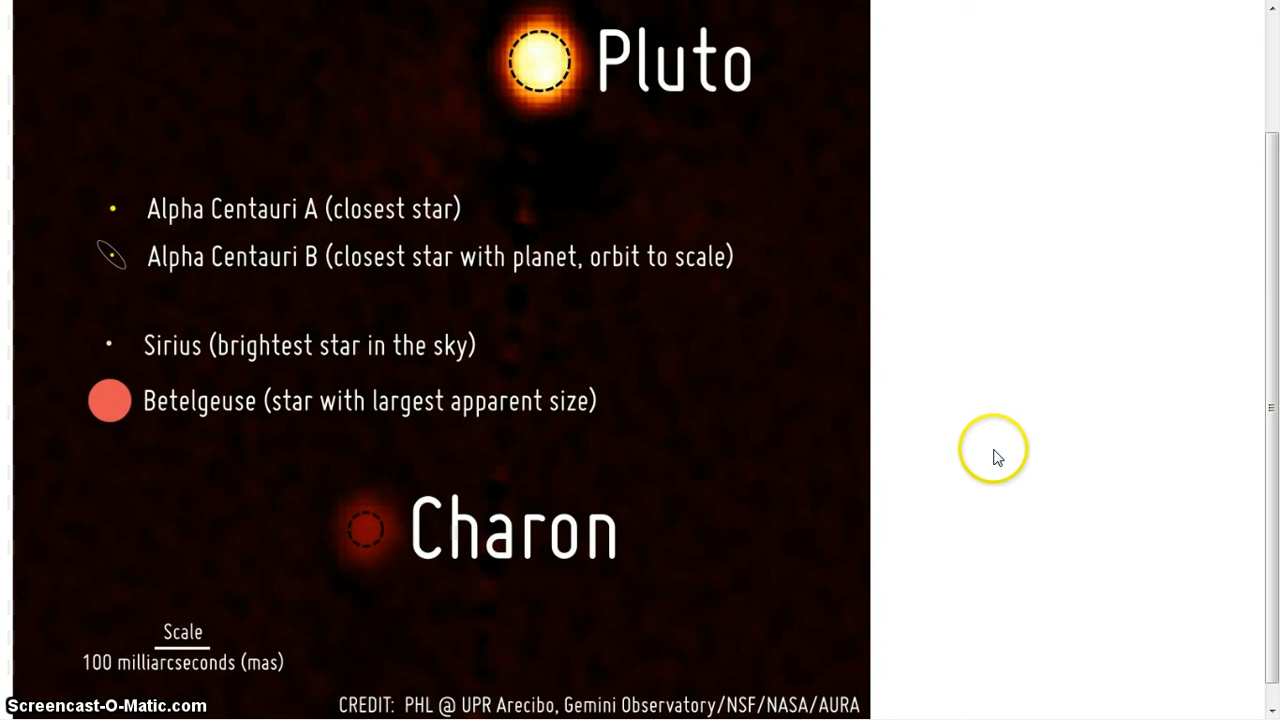 Pluto
Alpha Centauri A (closest star)
Alpha Centauri B (closest star with planet, orbit to scale)
Sirius (brightest star in the sky)
Betelgeuse (star with largest apparent size)
Charon
Scale
100 milliarcseconds (mas)
CREDIT: PHL @ UPR Arecibo, Gemini Observatory/NSF/NASA/AURA
Screencast-O-Matic.com